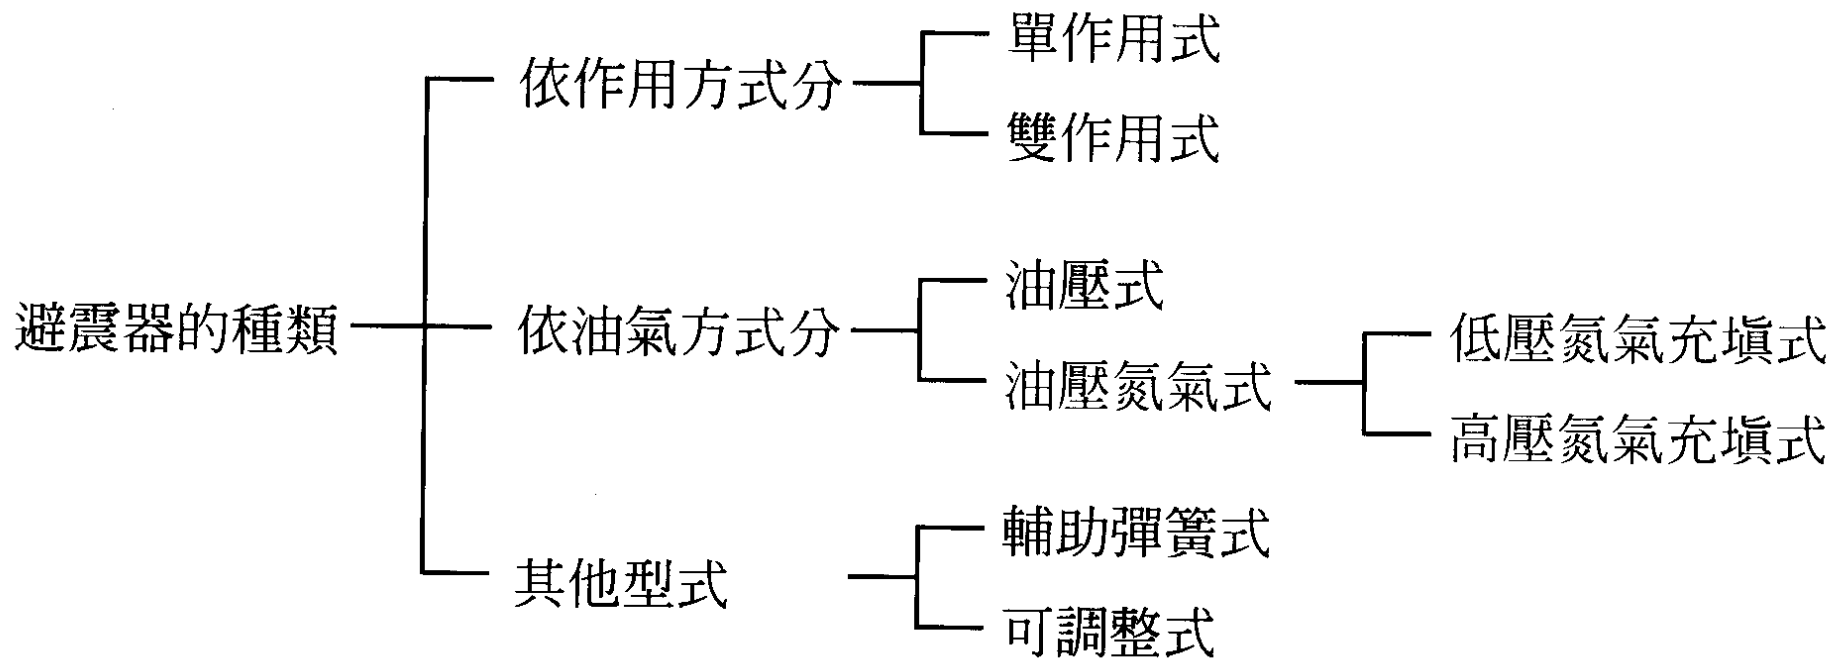 避震器的種類
依作用方式分
單作用式
雙作用式
依油氣方式分
油壓式
油壓氮氣式
低壓氮氣充塡式
高壓氮氣充塡式
其他型式
輔助彈簧式
可調整式